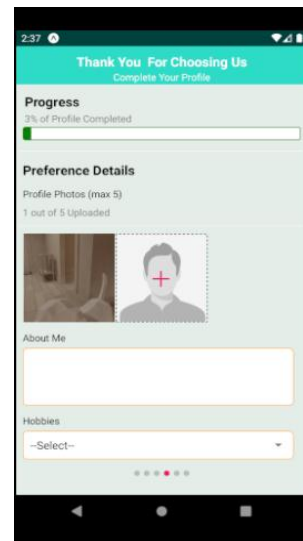 2:37
Thank You For Choosing Us
Complete Your Profile
Progress
3% of Profile Completed
Preference Details
Profile Photos (max 5)
1 out of 5 Uploaded
About Me
Hobbies
--Select--